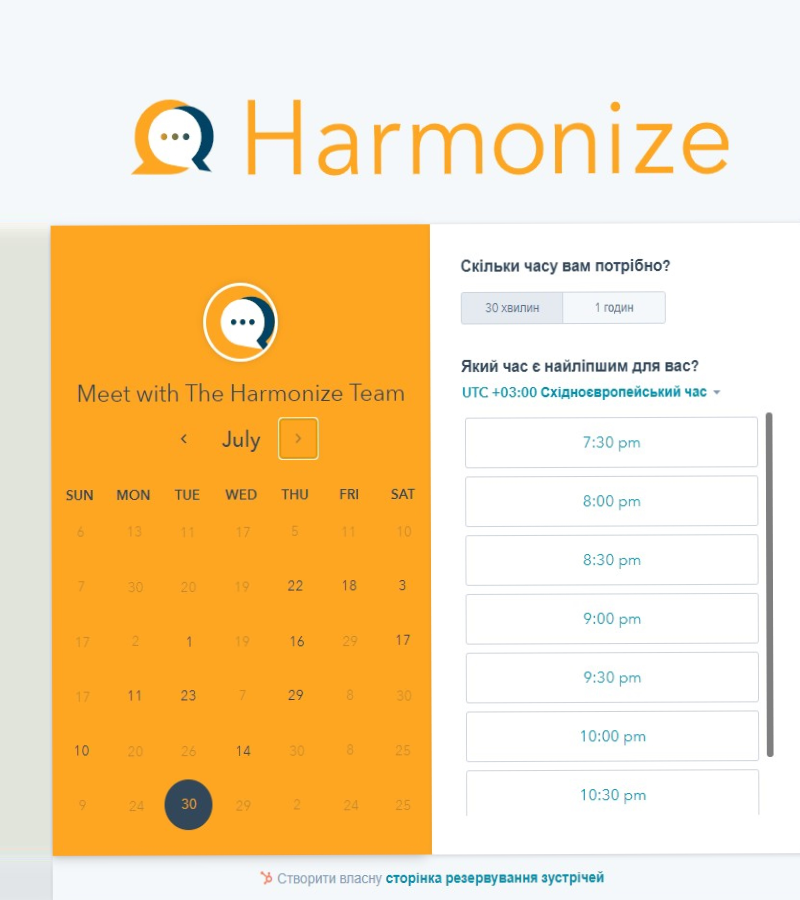 Harmonize
Meet with The Harmonize Team
July
SUN MON TUE WED THU FRI SAT
6 13 11 17 5 11 10
7 30 20 19 22 18 3
17 2 1 19 16 29 17
17 11 23 7 29 8 30
10 20 26 14 30 8 25
9 24 30 29 2 24 25
Скільки часу вам потрібно?
30 хвилин 1 годин
Який час є найліпшим для вас?
UTC +03:00 Східноєвропейський час
7:30 pm
8:00 pm
8:30 pm
9:00 pm
9:30 pm
10:00 pm
10:30 pm
Створити власну сторінка резервування зустрічей